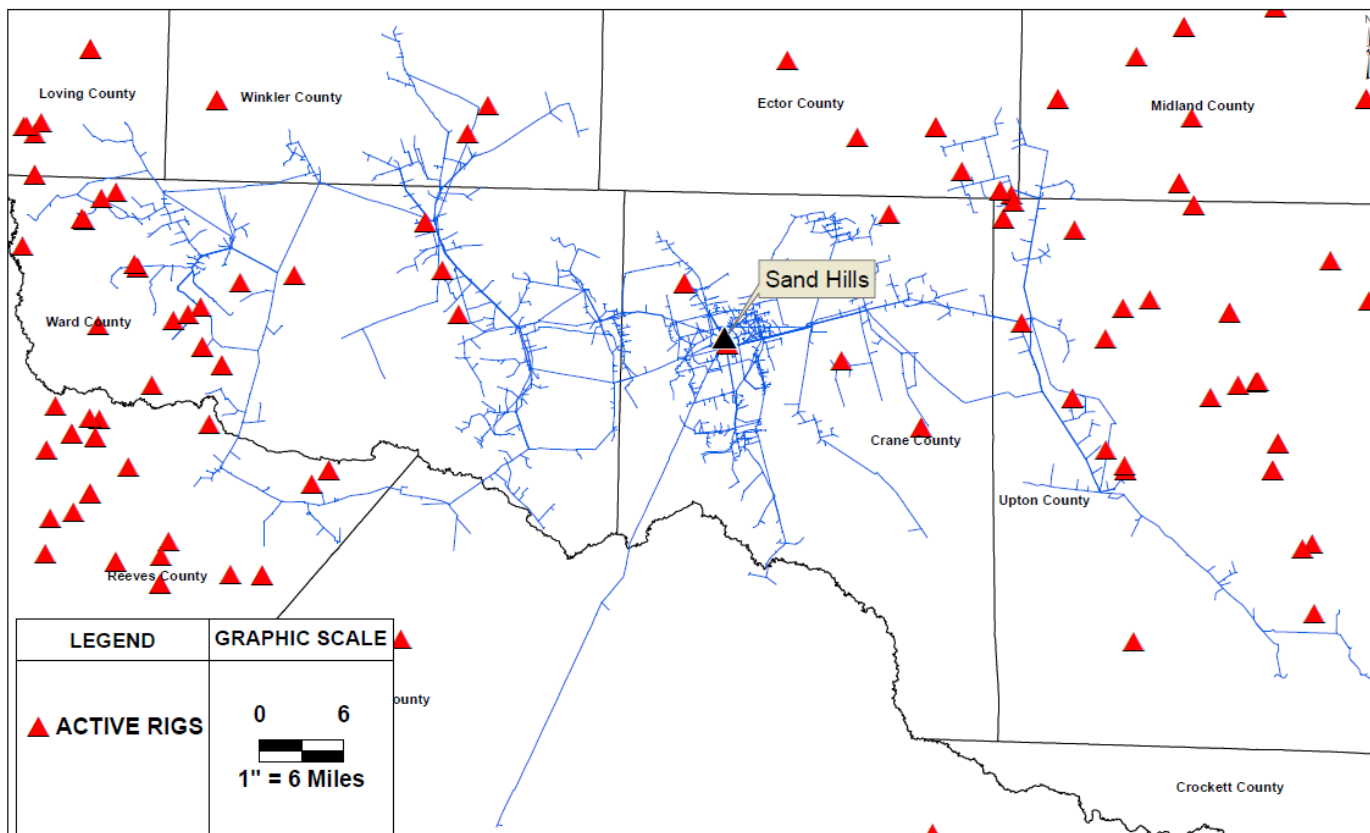 N
Loving County
Winkler County
Ector County
Midland County
Sand Hills
Ward County
Crane County
Upton County
Reeves County
LEGEND
GRAPHIC SCALE
ACTIVE RIGS
0 6
1" = 6 Miles
ounty
Crockett County